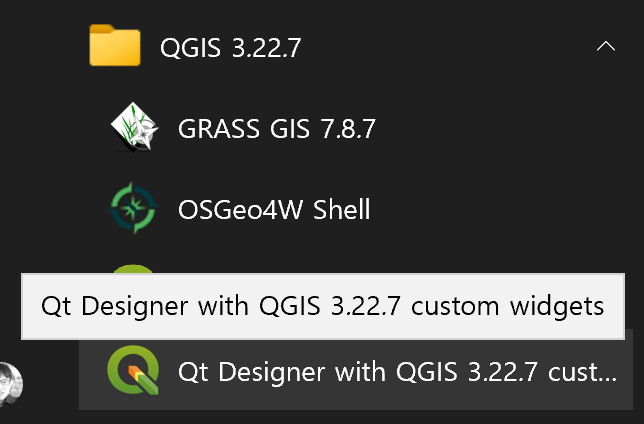 QGIS 3.22.7
GRASS GIS 7.8.7
OSGeo4W Shell
Qt Designer with QGIS 3.22.7 custom widgets
Qt Designer with QGIS 3.22.7 cust...